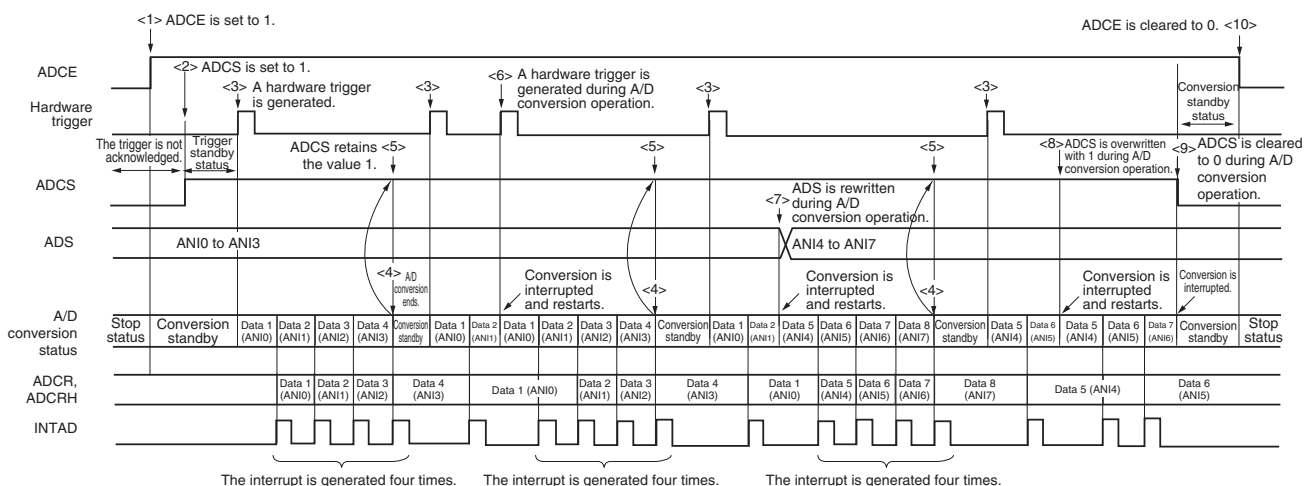 <1> ADCE is set to 1.
ADCE is cleared to 0. <10>
ADCE
<2> ADCS is set to 1.
<3> A hardware trigger
is generated.
<3>
<6> A hardware trigger is
generated during A/D
conversion operation.
<3>
<3>
Conversion
standby
status
Hardware
trigger
The trigger is not
acknowledged.
Trigger
standby
status
ADCS retains
the value 1.
<5>
<5>
<5>
<8> ADCS is overwritten
with 1 during A/D
conversion operation.
<9> ADCS is cleared
to 0 during A/D
conversion
operation.
ADCS
<7> ADS is rewritten
during A/D
conversion operation.
ADS
ANI0 to ANI3
ANI4 to ANI7
<4> A/D
conversion
ends.
Conversion is
interrupted
and restarts.
<4>
Conversion is
interrupted
and restarts.
<4>
Conversion is
interrupted
and restarts.
Conversion is
interrupted.
A/D
conversion
status
Stop
status
Conversion
standby
Data 1
(ANI0)
Data 2
(ANI1)
Data 3
(ANI2)
Data 4
(ANI3)
Conversion
standby
Data 1
(ANI0)
Data 2
(ANI1)
Data 1
(ANI0)
Data 2
(ANI1)
Data 3
(ANI2)
Data 4
(ANI3)
Conversion
standby
Data 1
(ANI0)
Data 2
(ANI1)
Data 5
(ANI4)
Data 6
(ANI5)
Data 7
(ANI6)
Data 8
(ANI7)
Conversion
standby
Data 5
(ANI4)
Data 6
(ANI5)
Data 5
(ANI4)
Data 6
(ANI5)
Data 7
(ANI6)
Conversion
standby
Stop
status
ADCR,
ADCRH
Data 1
(ANI0)
Data 2
(ANI1)
Data 3
(ANI2)
Data 4
(ANI3)
Data 1 (ANI0)
Data 2
(ANI1)
Data 3
(ANI2)
Data 4
(ANI3)
Data 1
(ANI0)
Data 5
(ANI4)
Data 6
(ANI5)
Data 7
(ANI6)
Data 8
(ANI7)
Data 5 (ANI4)
Data 6
(ANI5)
INTAD
The interrupt is generated four times.
The interrupt is generated four times.
The interrupt is generated four times.